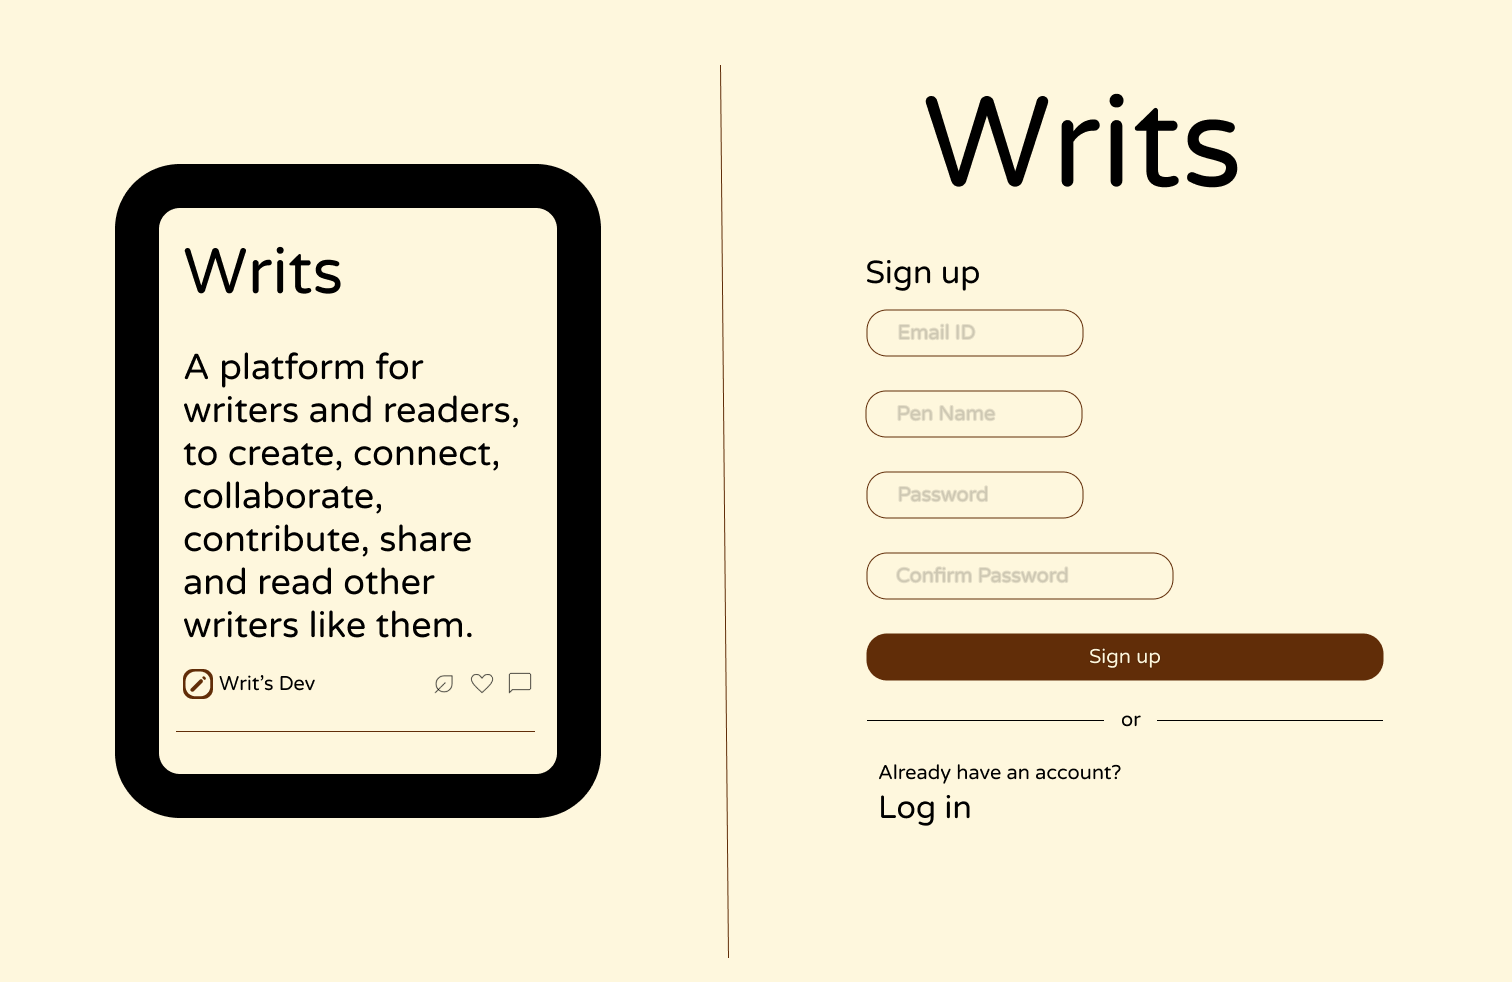 Writs
A platform for
writers and readers,
to create, connect,
collaborate,
contribute, share
and read other
writers like them.
Writ's Dev
Writs
Sign up
Email ID
Pen Name
Password
Confirm Password
Sign up
or
Already have an account?
Log in